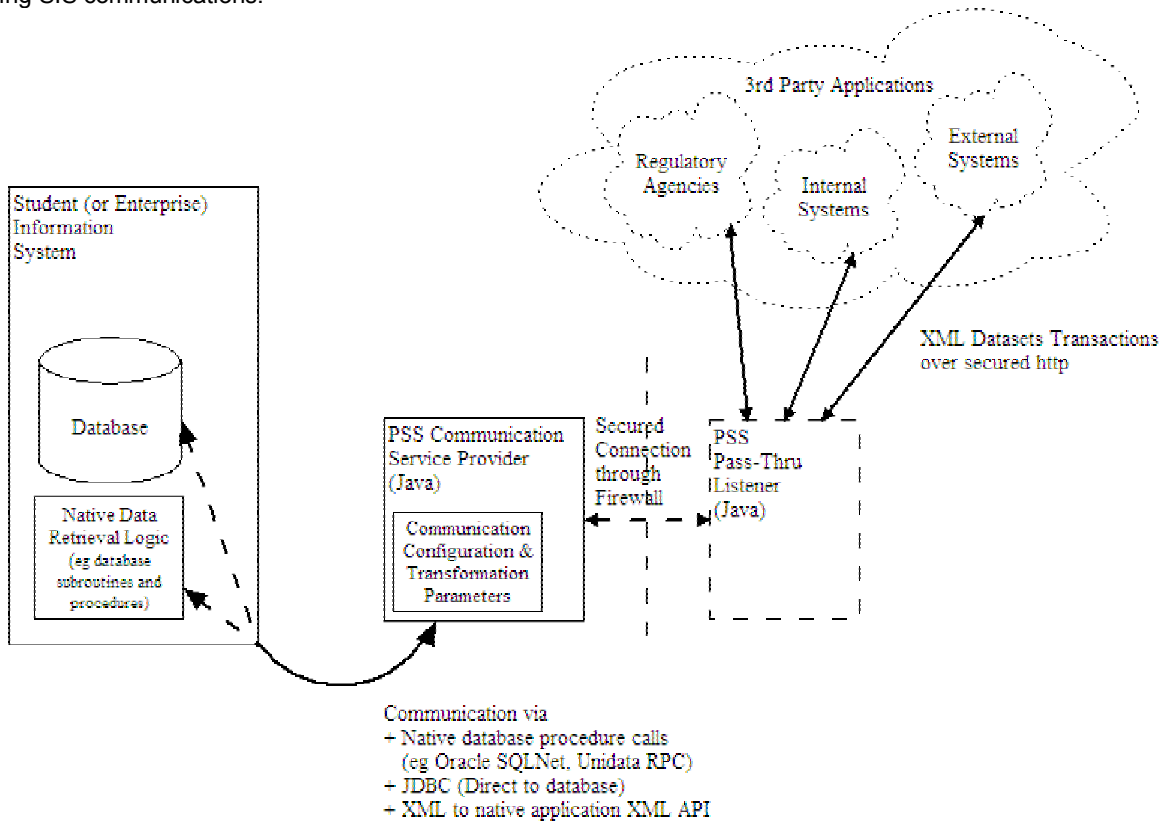 ing SIS communications.
3rd Party Applications
Regulatory
Agencies
Internal
Systems
External
Systems
Student (or Enterprise)
Information
System
Database
Native Data
Retrieval Logic
(eg database
subroutines and
procedures)
PSS Communication
Service Provider
(Java)
Communication
Configuration &
Transformation
Parameters
Secured
Connection
through
Firewall
PSS
Pass-Thru
Listener
(Java)
XML Datasets Transactions
over secured http
Communication via
+ Native database procedure calls
(eg Oracle SQLNet, Unidata RPC)
+ JDBC (Direct to database)
+ XML to native application XML API